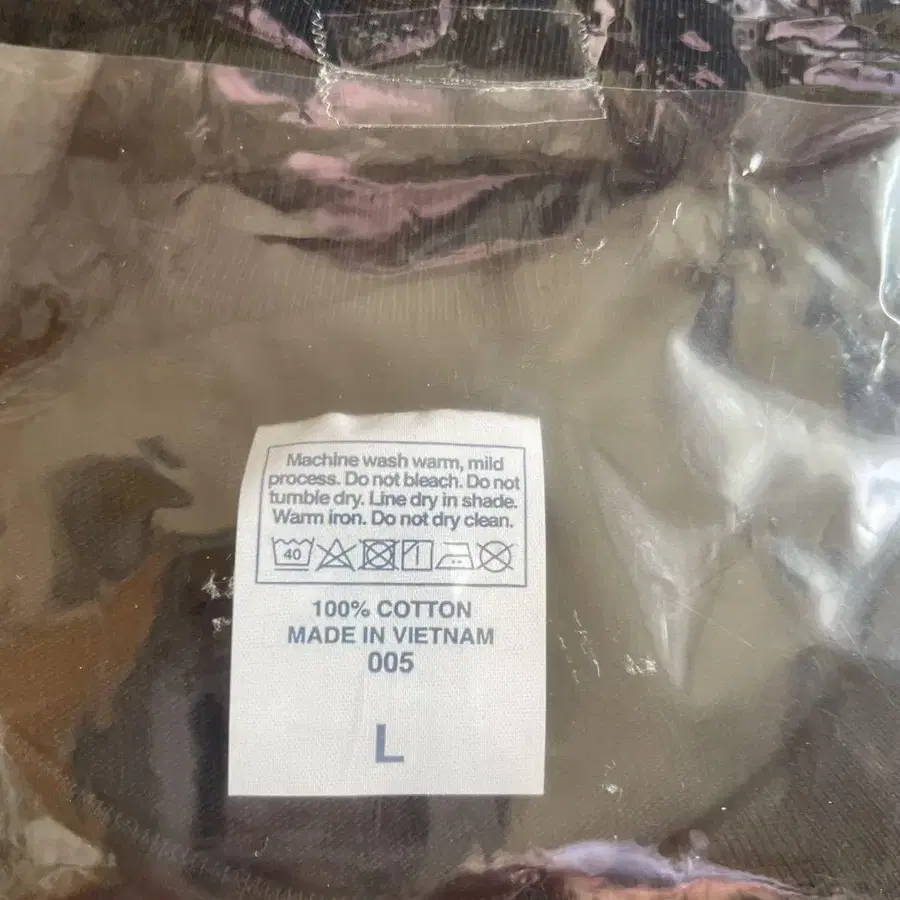 Machine wash warm, mild
process. Do not bleach. Do not
tumble dry. Line dry in shade.
Warm iron. Do not dry clean.
40
100% COTTON
MADE IN VIETNAM
005
L